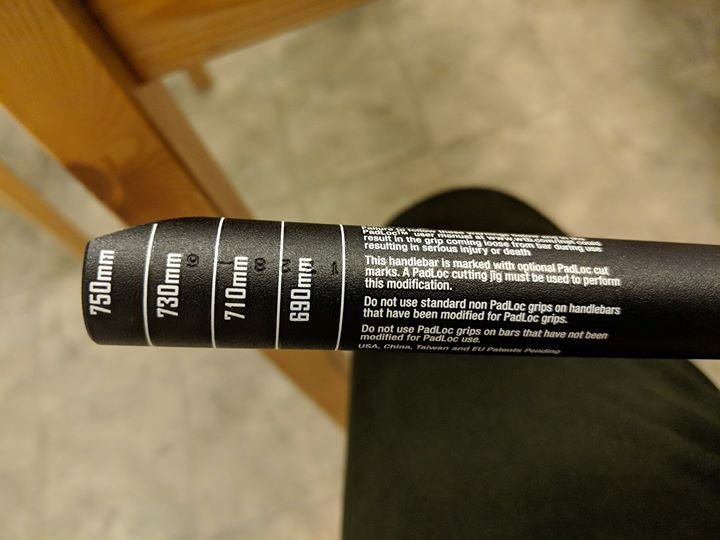 750mm
730mm
710mm
690mm
PadLoc™ user manual at
result in the grip coming loose from bar during use
resulting in serious injury or death
This handlebar is marked with optional PadLoc cut
marks. A PadLoc cutting jig must be used to perform
this modification.
Do not use standard non PadLoc grips on handlebars
that have been modified for PadLoc grips.
Do not use PadLoc grips on bars that have not been
modified for PadLoc use.
USA, China, Taiwan and EU Patents Pending